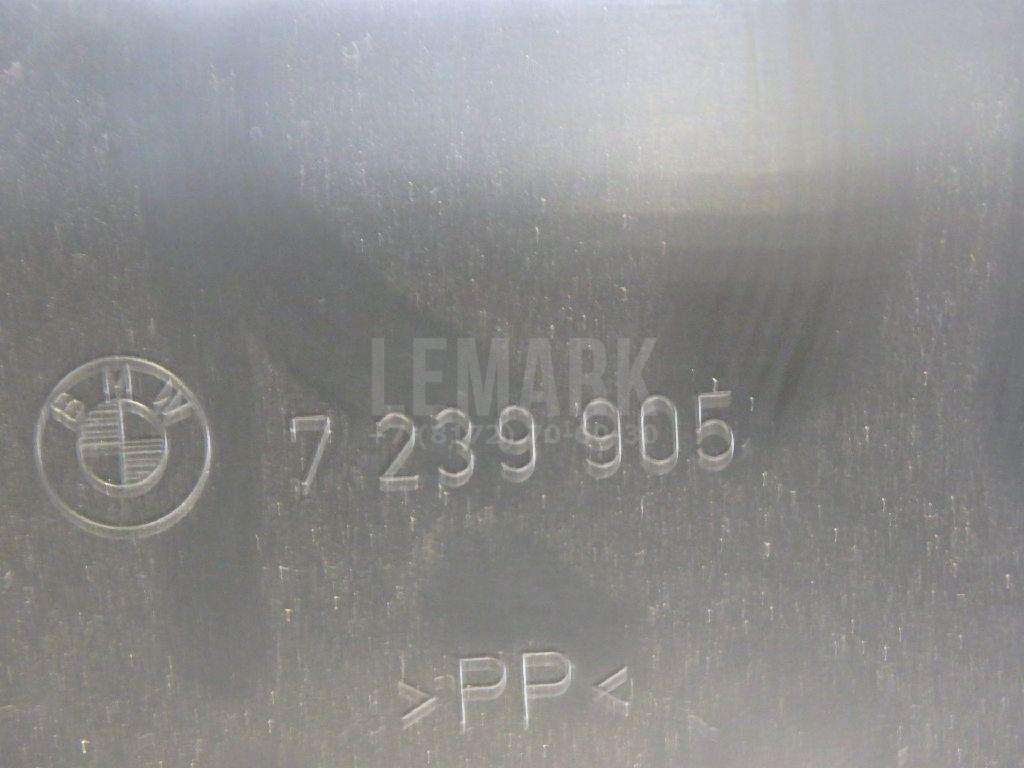 LEMARK
BMW
7 239 905
>PP<